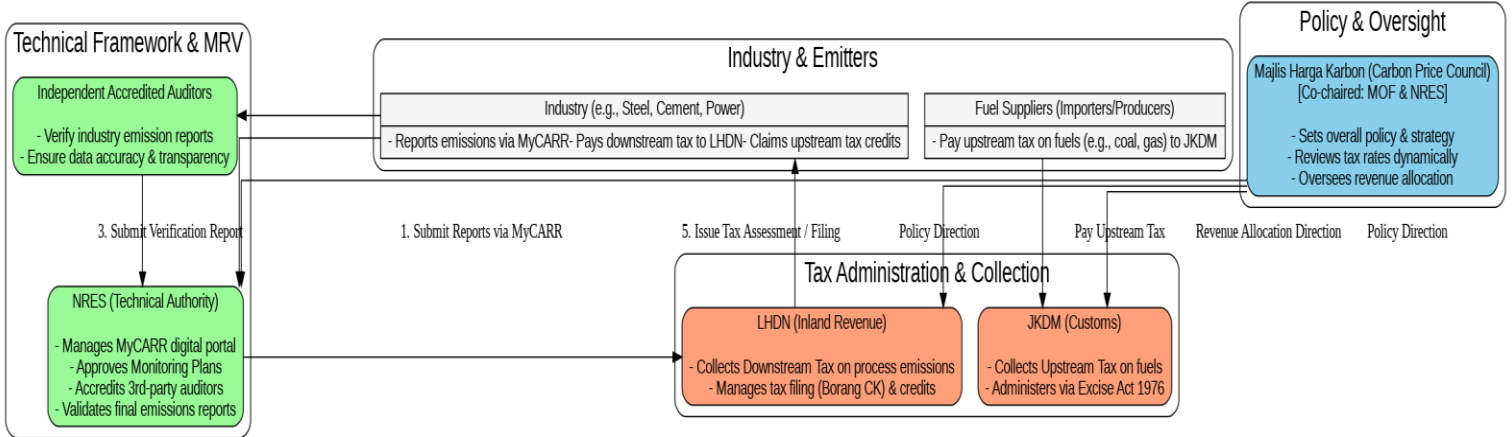 Technical Framework & MRV
Independent Accredited Auditors
- Verify industry emission reports
- Ensure data accuracy & transparency
Industry & Emitters
Industry (e.g., Steel, Cement, Power)
- Reports emissions via MyCARR- Pays downstream tax to LHDN- Claims upstream tax credits
Fuel Suppliers (Importers/Producers)
- Pay upstream tax on fuels (e.g., coal, gas) to JKDM
Policy & Oversight
Majlis Harga Karbon (Carbon Price Council)
[Co-chaired: MOF & NRES]
- Sets overall policy & strategy
- Reviews tax rates dynamically
- Oversees revenue allocation
3. Submit Verification Report
1. Submit Reports via MyCARR
5. Issue Tax Assessment / Filing
Policy Direction
Pay Upstream Tax
Revenue Allocation Direction
Policy Direction
NRES (Technical Authority)
- Manages MyCARR digital portal
- Approves Monitoring Plans
- Accredits 3rd-party auditors
- Validates final emissions reports
Tax Administration & Collection
LHDN (Inland Revenue)
- Collects Downstream Tax on process emissions
- Manages tax filing (Borang CK) & credits
JKDM (Customs)
- Collects Upstream Tax on fuels
- Administers via Excise Act 1976